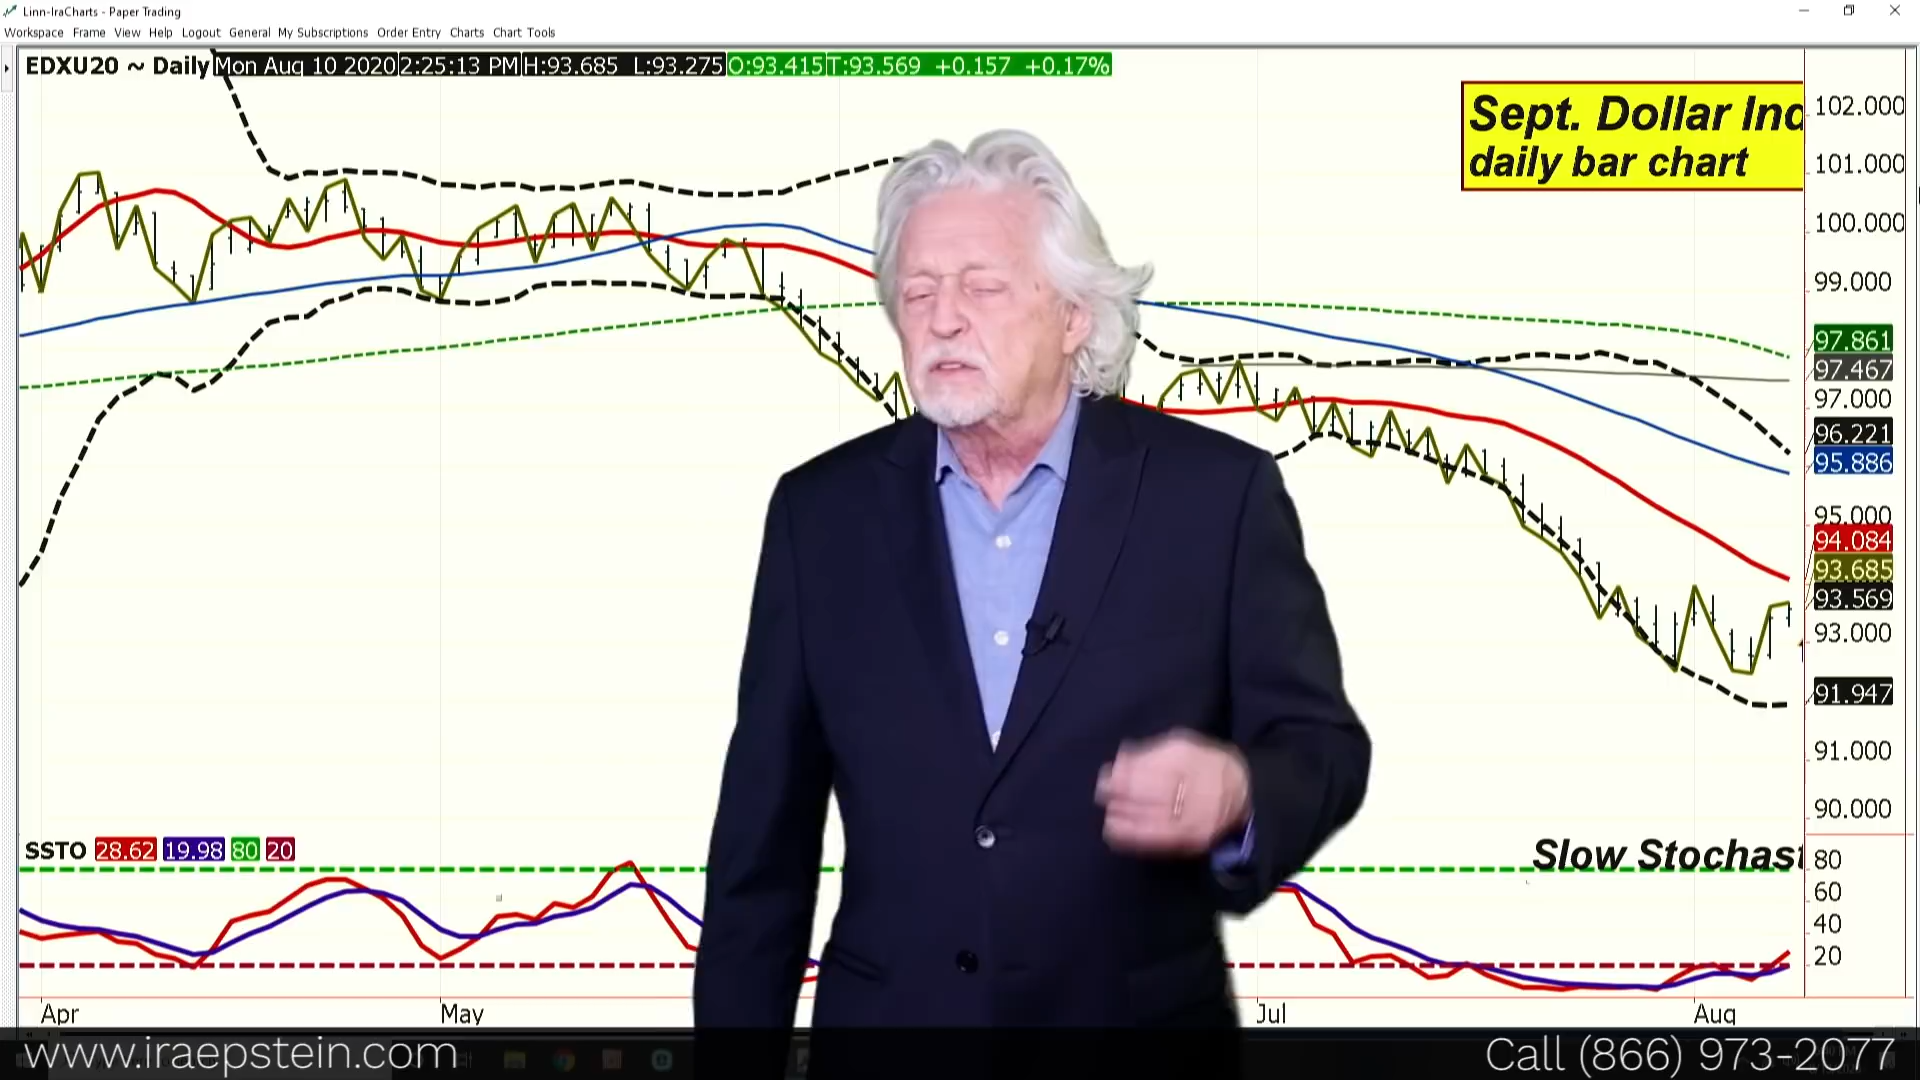 Linn-IraCharts - Paper Trading
Workspace Frame View Help Logout General My Subscriptions Order Entry Charts Chart Tools
EDXU20 ~ Daily Mon Aug 10 2020 2:25:13 PM H:93.685 L:93.275 O:93.415 T:93.569 +0.157 +0.17%
Sept. Dollar Ind
daily bar chart
102.000
101.000
100.000
99.000
97.861
97.467
97.000
96.221
95.886
95.000
94.084
93.685
93.569
93.000
91.947
91.000
90.000
SSTO 28.62 19.98 80 20
Slow Stochast
80
60
40
20
Apr May Jul Aug
www.iraepstein.com Call (866) 973-2077